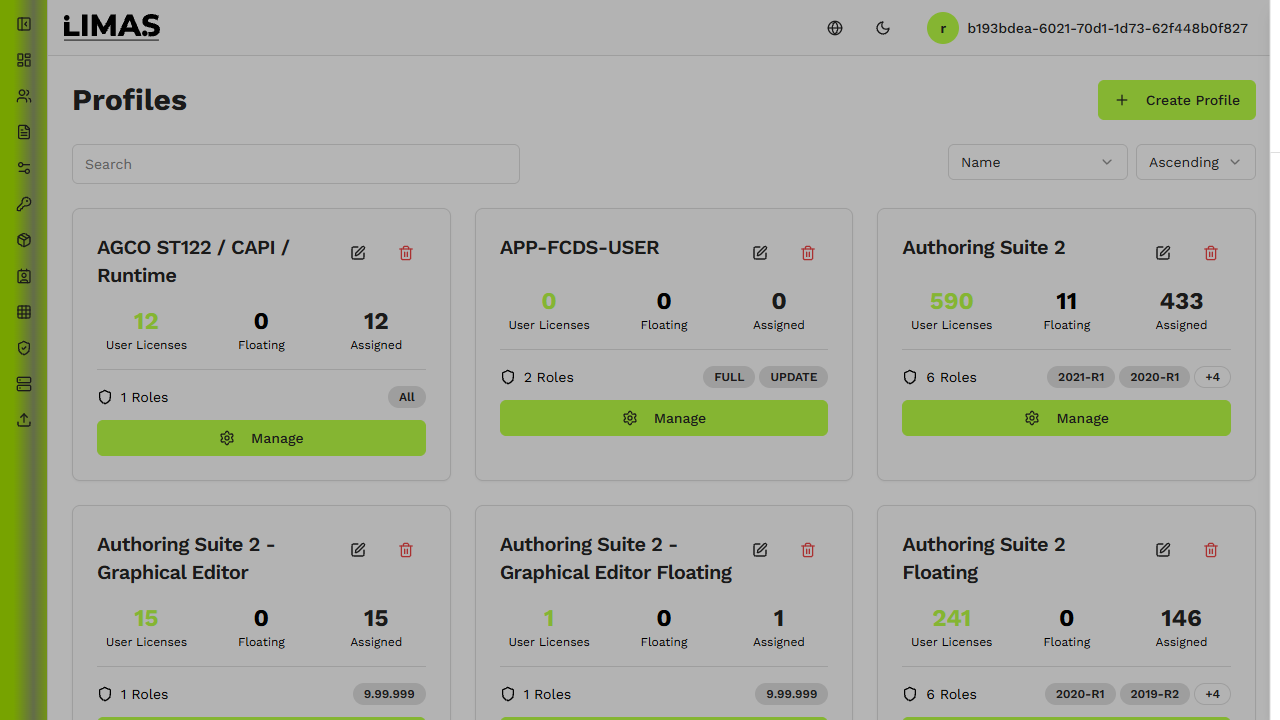 LIMAS
r
b193bdea-6021-70d1-1d73-62f448b0f827
Profiles
Create Profile
Search
Name
Ascending
AGCO ST122 / CAPI /
Runtime
12 0 12
User Licenses Floating Assigned
1 Roles All
Manage
APP-FCDS-USER
0 0 0
User Licenses Floating Assigned
2 Roles FULL UPDATE
Manage
Authoring Suite 2
590 11 433
User Licenses Floating Assigned
6 Roles 2021-R1 2020-R1 +4
Manage
Authoring Suite 2 -
Graphical Editor
15 0 15
User Licenses Floating Assigned
1 Roles 9.99.999
Authoring Suite 2 -
Graphical Editor Floating
1 0 1
User Licenses Floating Assigned
1 Roles 9.99.999
Authoring Suite 2
Floating
241 0 146
User Licenses Floating Assigned
6 Roles 2020-R1 2019-R2 +4